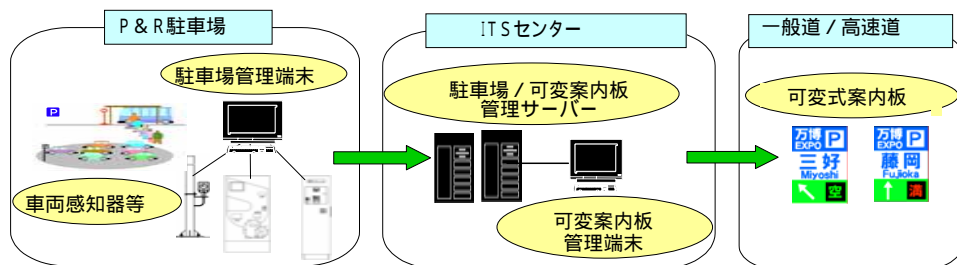 P&R駐車場
駐車場管理端末
P
車両感知器等
ITSセンター
駐車場/可変案内板
管理サーバー
可変案内板
管理端末
一般道/高速道
可変式案内板
万博
EXPO P
三好
Miyoshi
空
万博
EXPO P
藤岡
Fujioka
満